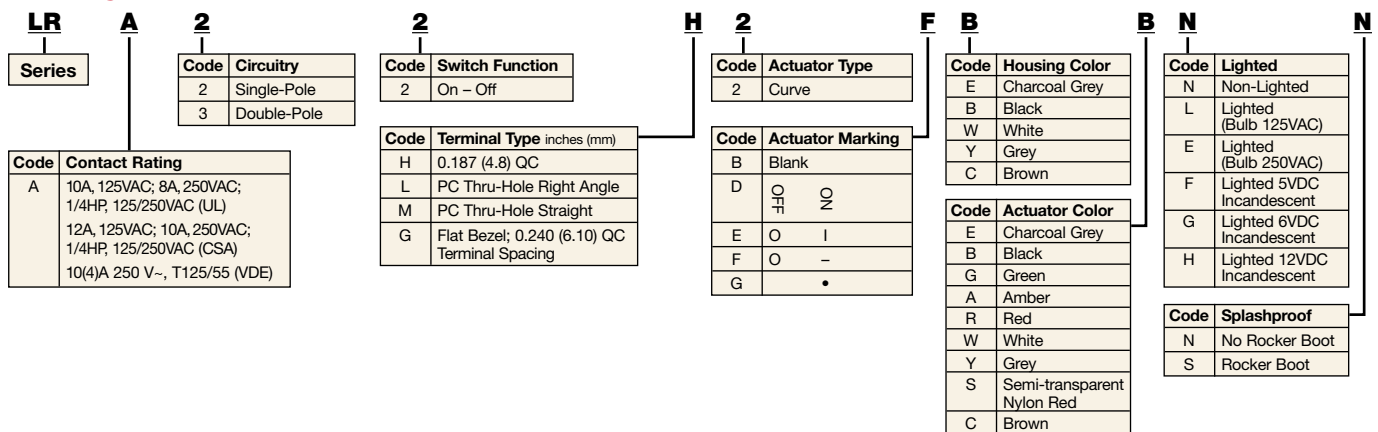 LR A 2 2 H 2 F B B N N
Series
Code Circuitry
2 Single-Pole
3 Double-Pole
Code Contact Rating
A 10A, 125VAC; 8A, 250VAC;
1/4HP, 125/250VAC (UL)
12A, 125VAC; 10A, 250VAC;
1/4HP, 125/250VAC (CSA)
10(4)A 250 V~, T125/55 (VDE)
Code Switch Function
2 On – Off
Code Terminal Type inches (mm)
H 0.187 (4.8) QC
L PC Thru-Hole Right Angle
M PC Thru-Hole Straight
G Flat Bezel; 0.240 (6.10) QC
Terminal Spacing
Code Actuator Type
2 Curve
Code Actuator Marking
B Blank
D OFF ON
E O I
F O –
G •
Code Housing Color
E Charcoal Grey
B Black
W White
Y Grey
C Brown
Code Actuator Color
E Charcoal Grey
B Black
G Green
A Amber
R Red
W White
Y Grey
S Semi-transparent
Nylon Red
C Brown
Code Lighted
N Non-Lighted
L Lighted
(Bulb 125VAC)
E Lighted
(Bulb 250VAC)
F Lighted 5VDC
Incandescent
G Lighted 6VDC
Incandescent
H Lighted 12VDC
Incandescent
Code Splashproof
N No Rocker Boot
S Rocker Boot